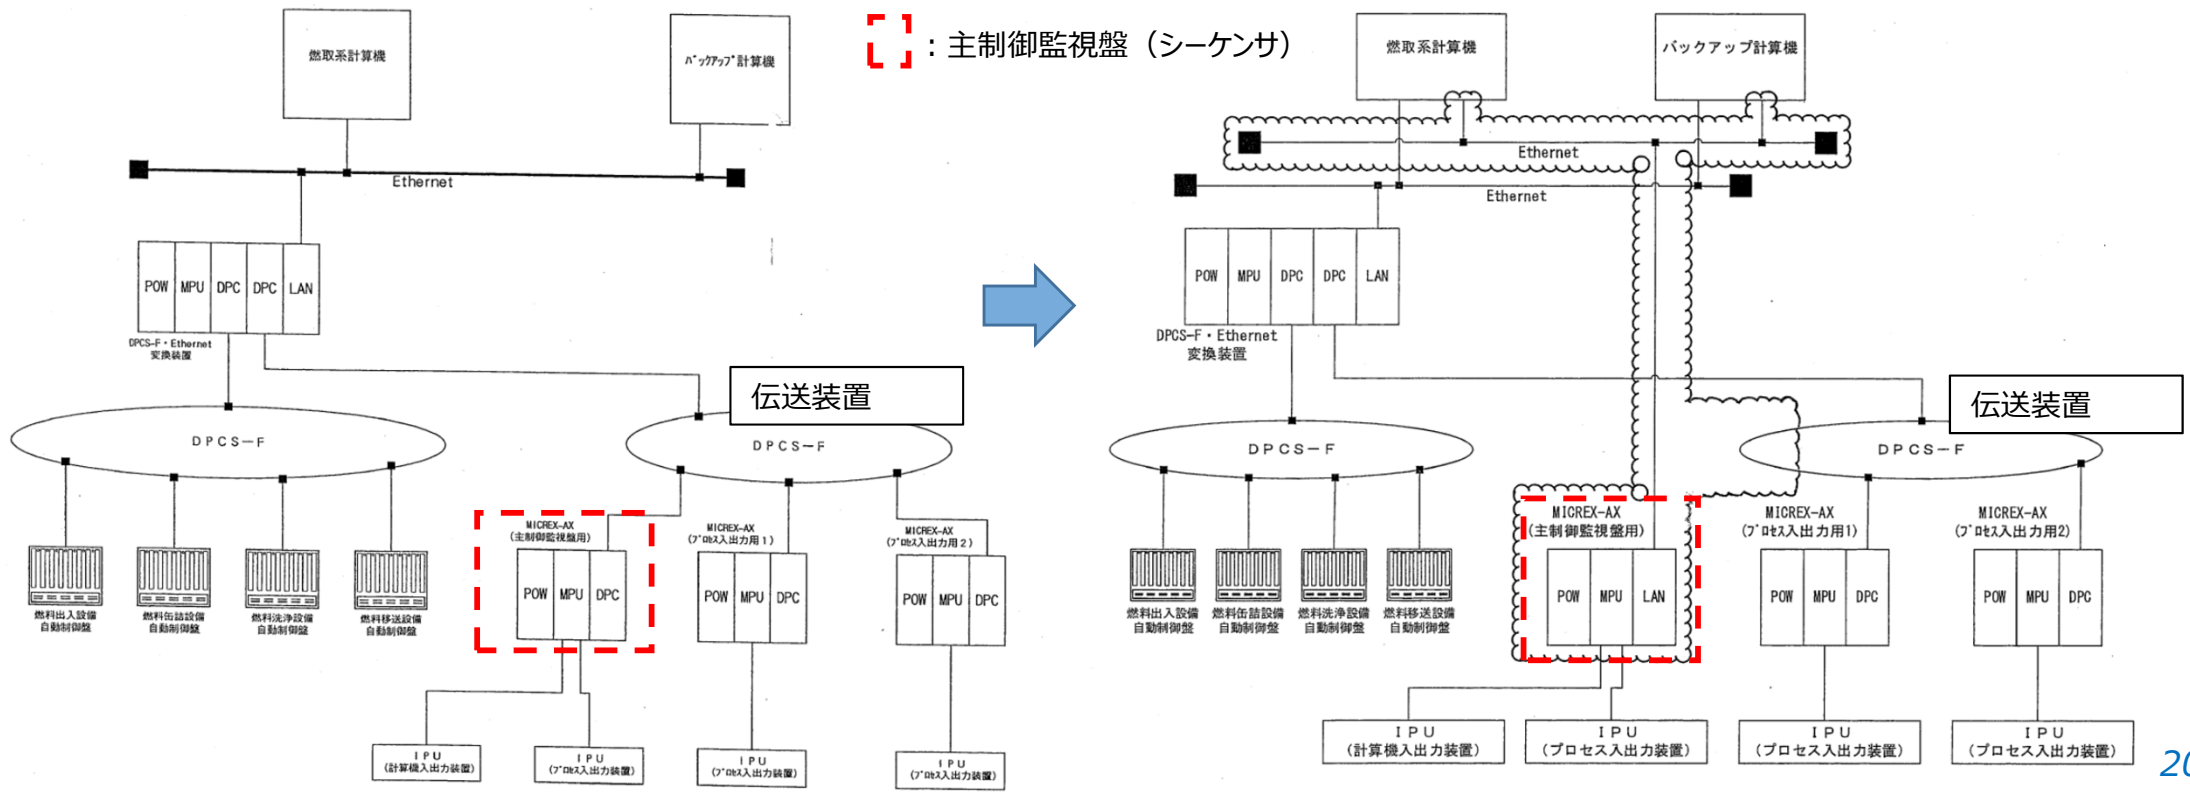 燃取系計算機
ﾊﾞｯｸｱｯﾌﾟ計算機
Ethernet
POW MPU DPC DPC LAN
DPCS-F・Ethernet
変換装置
伝送装置
DPCS-F
DPCS-F
MICREX-AX
(主制御監視盤用)
MICREX-AX
(ﾌﾟﾛｾｽ入出力用1)
MICREX-AX
(ﾌﾟﾛｾｽ入出力用2)
POW MPU DPC
POW MPU DPC
POW MPU DPC
燃料出入設備
自動制御盤
燃料缶詰設備
自動制御盤
燃料洗浄設備
自動制御盤
燃料移送設備
自動制御盤
IPU
(計算機入出力装置)
IPU
(ﾌﾟﾛｾｽ入出力装置)
IPU
(ﾌﾟﾛｾｽ入出力装置)
IPU
(ﾌﾟﾛｾｽ入出力装置)
：主制御監視盤（シーケンサ）
燃取系計算機
バックアップ計算機
Ethernet
Ethernet
POW MPU DPC DPC LAN
DPCS-F・Ethernet
変換装置
伝送装置
DPCS-F
DPCS-F
MICREX-AX
(主制御監視盤用)
MICREX-AX
(ﾌﾟﾛｾｽ入出力用1)
MICREX-AX
(ﾌﾟﾛｾｽ入出力用2)
POW MPU LAN
POW MPU DPC
POW MPU DPC
燃料出入設備
自動制御盤
燃料缶詰設備
自動制御盤
燃料洗浄設備
自動制御盤
燃料移送設備
自動制御盤
IPU
(計算機入出力装置)
IPU
(プロセス入出力装置)
IPU
(プロセス入出力装置)
IPU
(プロセス入出力装置)